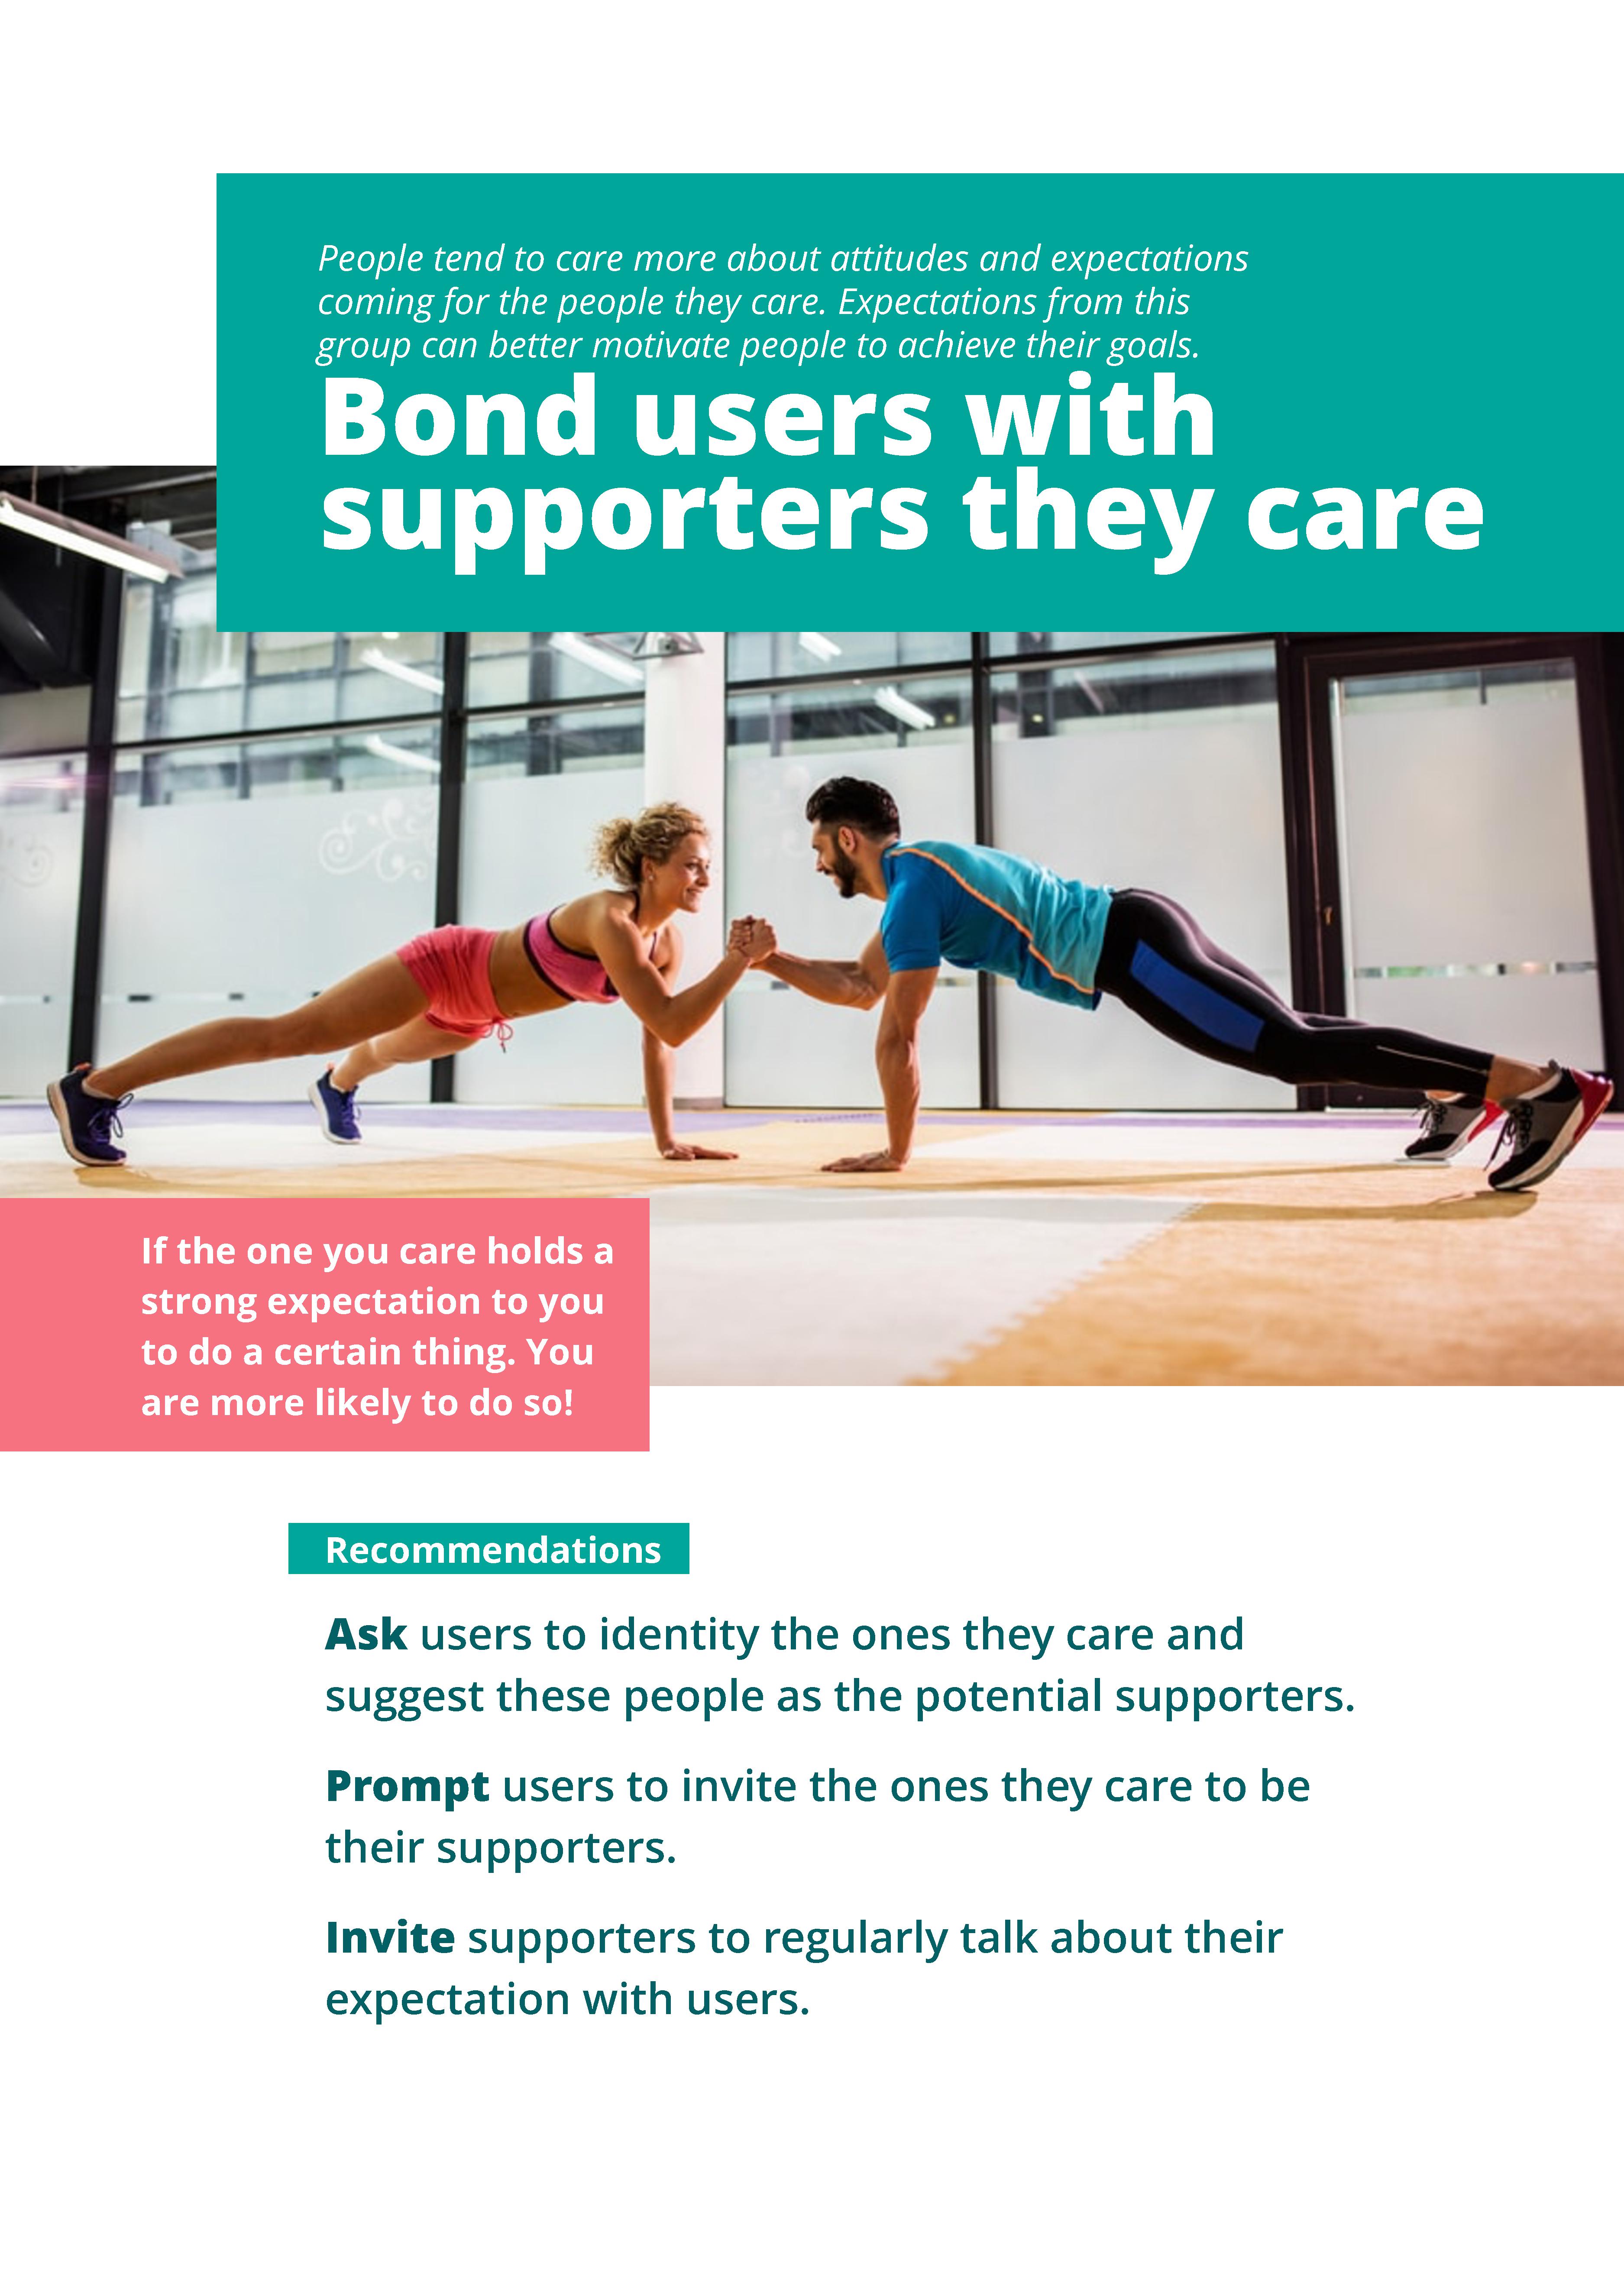 People tend to care more about attitudes and expectations
coming for the people they care. Expectations from this
group can better motivate people to achieve their goals.
Bond users with
supporters they care
If the one you care holds a
strong expectation to you
to do a certain thing. You
are more likely to do so!
Recommendations
Ask users to identity the ones they care and
suggest these people as the potential supporters.
Prompt users to invite the ones they care to be
their supporters.
Invite supporters to regularly talk about their
expectation with users.